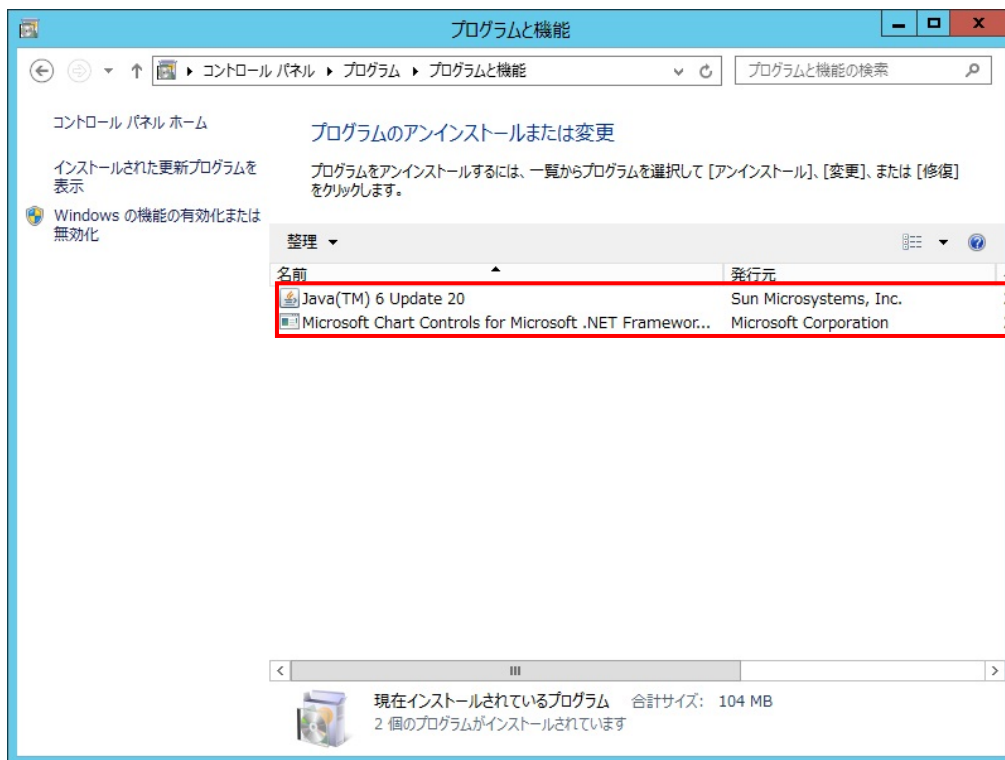 プログラムと機能
コントロール パネル ▸ プログラム ▸ プログラムと機能
プログラムと機能の検索
コントロール パネル ホーム
インストールされた更新プログラムを
表示
Windows の機能の有効化または
無効化
プログラムのアンインストールまたは変更
プログラムをアンインストールするには、一覧からプログラムを選択して [アンインストール]、[変更]、または [修復]
をクリックします。
整理
名前 発行元
Java(TM) 6 Update 20 Sun Microsystems, Inc.
Microsoft Chart Controls for Microsoft .NET Framewor... Microsoft Corporation
現在インストールされているプログラム 合計サイズ: 104 MB
2 個のプログラムがインストールされています